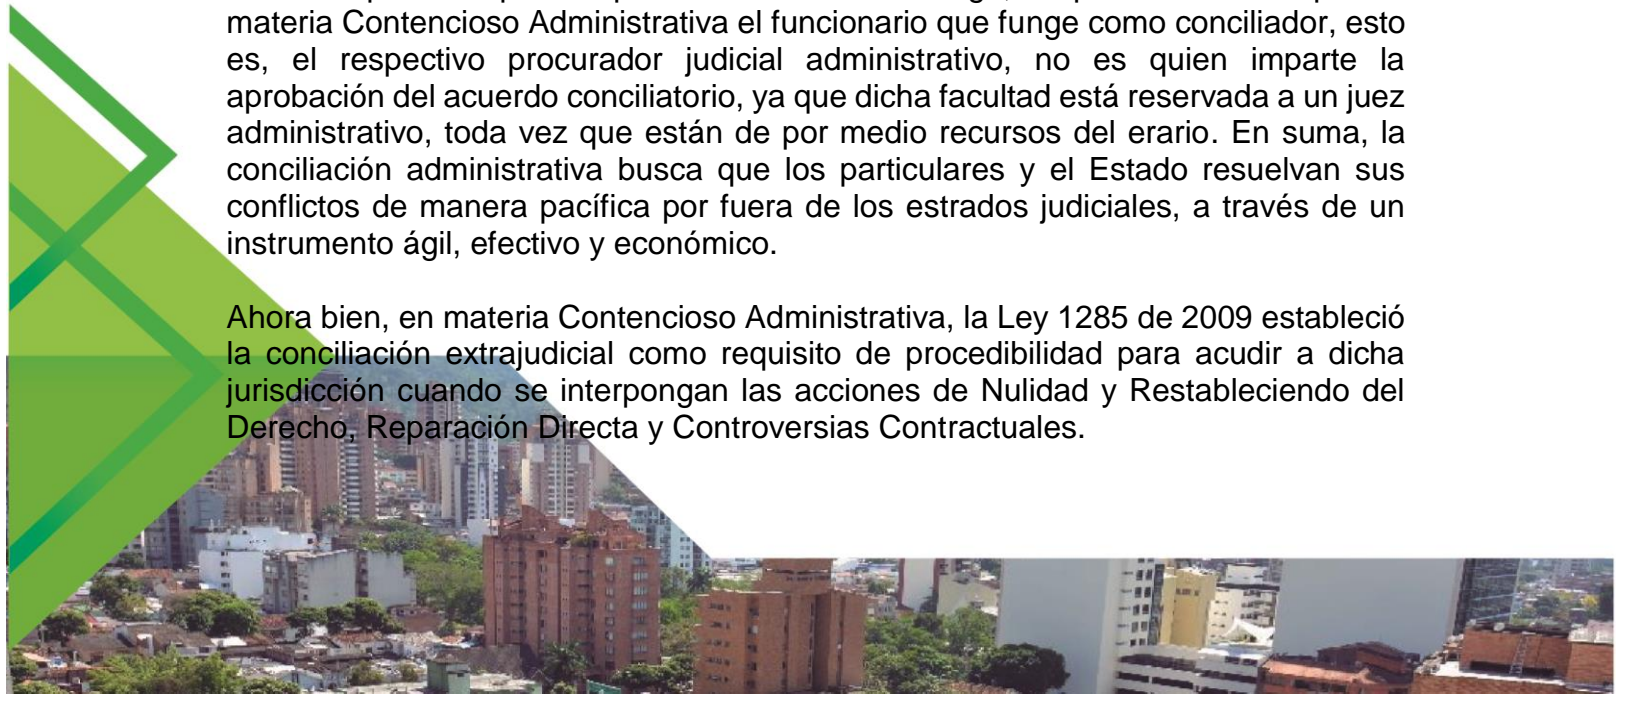 materia Contencioso Administrativa el funcionario que funge como conciliador, esto
es, el respectivo procurador judicial administrativo, no es quien imparte la
aprobación del acuerdo conciliatorio, ya que dicha facultad está reservada a un juez
administrativo, toda vez que están de por medio recursos del erario. En suma, la
conciliación administrativa busca que los particulares y el Estado resuelvan sus
conflictos de manera pacífica por fuera de los estrados judiciales, a través de un
instrumento ágil, efectivo y económico.
Ahora bien, en materia Contencioso Administrativa, la Ley 1285 de 2009 estableció
la conciliación extrajudicial como requisito de procedibilidad para acudir a dicha
jurisdicción cuando se interpongan las acciones de Nulidad y Restableciendo del
Derecho, Reparación Directa y Controversias Contractuales.